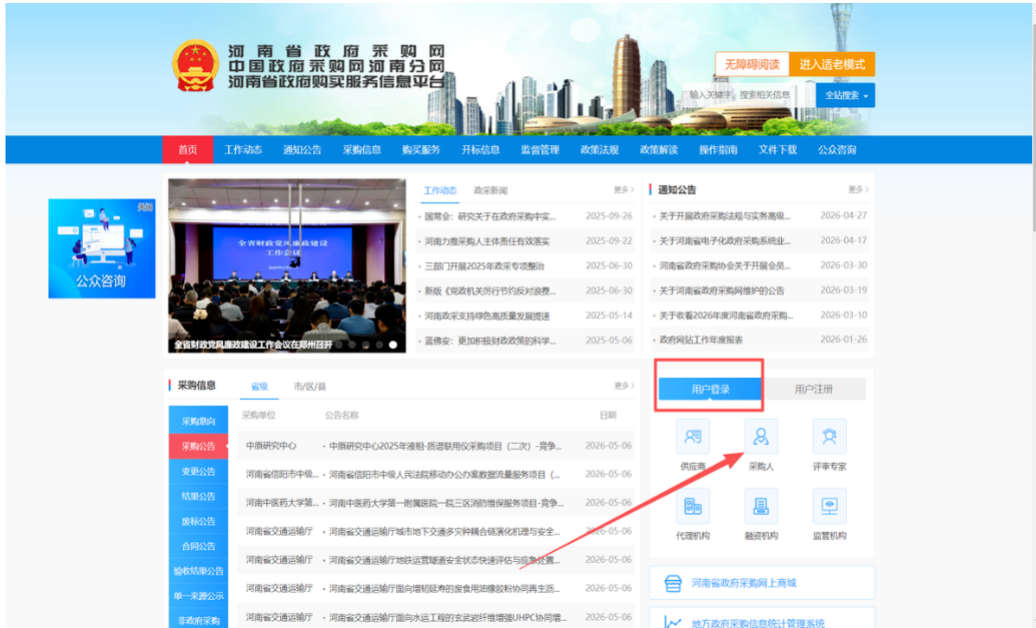 河南省政府采购网
中国政府采购网河南分网
河南省政府购买服务信息平台
无障碍阅读 进入适老模式
输入关键字，搜索相关信息 全站搜索
首页 工作动态 通知公告 采购信息 购买服务 开标信息 监督管理 政策法规 政策解读 操作指南 文件下载 公众咨询
关闭
公众咨询
全省财政党风廉政建设
工作会议
全省财政党风廉政建设工作会议在郑州召开
工作动态 政采新闻 更多
· 国常会：研究关于在政府采购中实... 2025-09-26
· 河南力推采购人主体责任有效落实 2025-09-22
· 三部门开展2025年政采专项整治 2025-06-30
· 新版《党政机关厉行节约反对浪费... 2025-06-30
· 河南政采支持绿色高质量发展提速 2025-05-14
· 蓝佛安：更加积极财政政策的科学... 2025-05-06
通知公告 更多
· 关于开展政府采购法规与实务高级... 2026-04-27
· 关于河南省电子化政府采购系统业... 2026-04-17
· 河南省政府采购协会关于开展会员... 2026-03-30
· 关于河南省政府采购网维护的公告 2026-03-19
· 关于收看2026年度河南省政府采购... 2026-03-10
· 政府网站工作年度报表 2026-01-26
采购信息 省级 市/区/县 更多
采购意向
采购公告
变更公告
结果公告
废标公告
合同公告
验收结果公告
单一来源公示
非政府采购
采购单位 公告名称 日期
中原研究中心 · 中原研究中心2025年液相-质谱联用仪采购项目（二次）-竞争... 2026-05-06
河南省信阳市中级... · 河南省信阳市中级人民法院移动办公办案数据流量服务项目（... 2026-05-06
河南中医药大学第... · 河南中医药大学第一附属医院一院三区消防维保服务项目-竞争... 2026-05-06
河南省交通运输厅 · 河南省交通运输厅城市地下交通多灾种耦合链演化机理与安全... 2026-05-06
河南省交通运输厅 · 河南省交通运输厅地铁运营隧道安全状态快速评估与应急处置... 2026-05-06
河南省交通运输厅 · 河南省交通运输厅面向增韧延寿的废食用油橡胶粉协同再生沥... 2026-05-06
河南省交通运输厅 · 河南省交通运输厅面向水运工程的玄武岩纤维增强UHPC协同增... 2026-05-06
用户登录 用户注册
供应商 采购人 评审专家
代理机构 融资机构 监管机构
河南省政府采购网上商城
地方政府采购信息统计管理系统